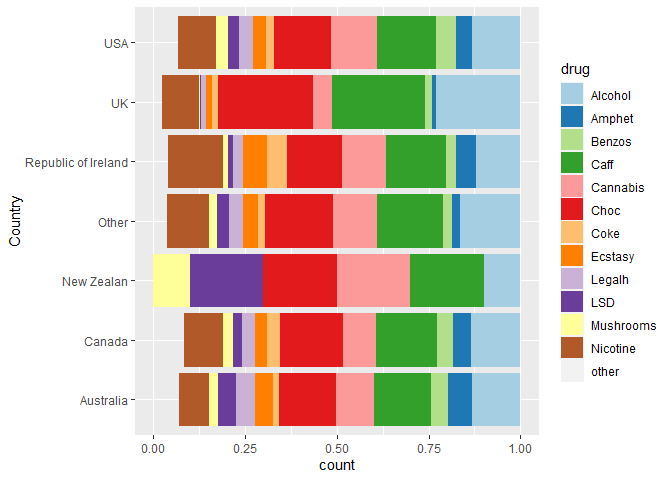 USA
UK
Republic of Ireland
Other
New Zealan
Canada
Australia
Country
0.00 0.25 0.50 0.75 1.00
count
drug
Alcohol
Amphet
Benzos
Caff
Cannabis
Choc
Coke
Ecstasy
Legalh
LSD
Mushrooms
Nicotine
other